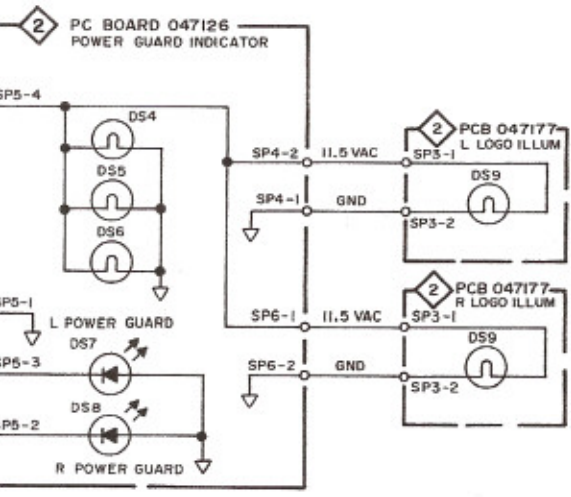 2 PC BOARD 047126
POWER GUARD INDICATOR
SP5-4
DS4
2 PCB 047177
L LOGO ILLUM
SP4-2 11.5 VAC SP3-1
DS5
DS9
SP4-1 GND
SP3-2
DS6
2 PCB 047177
R LOGO ILLUM
SP5-1
L POWER GUARD
SP6-1 11.5 VAC SP3-1
DS7
DS9
SP5-3
SP6-2 GND
SP3-2
DS8
SP5-2
R POWER GUARD